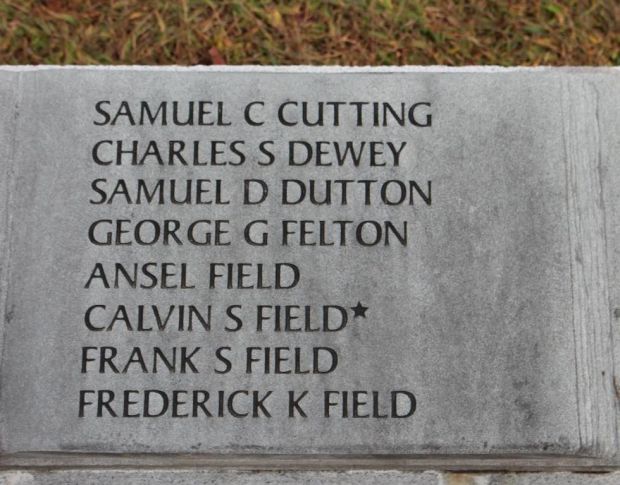 SAMUEL C CUTTING
CHARLES S DEWEY
SAMUEL D DUTTON
GEORGE G FELTON
ANSEL FIELD
CALVIN S FIELD★
FRANK S FIELD
FREDERICK K FIELD